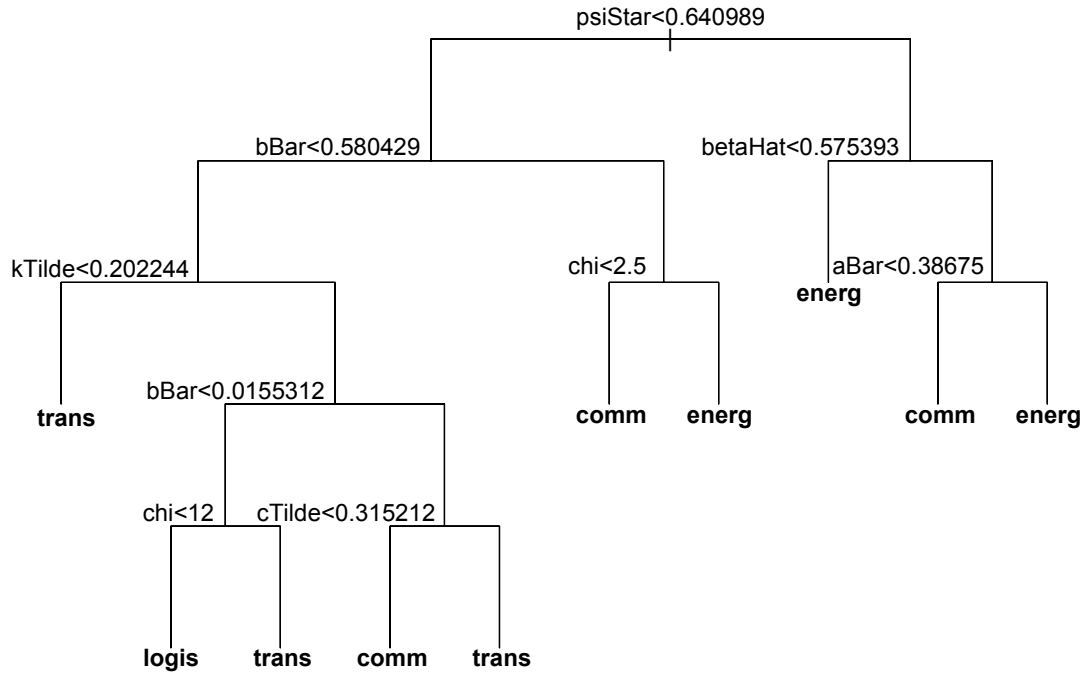 psiStar<0.640989
bBar<0.580429
betaHat<0.575393
kTilde<0.202244
chi<2.5
aBar<0.38675
energ
bBar<0.0155312
trans
comm
energ
comm
energ
chi<12
cTilde<0.315212
logis
trans
comm
trans